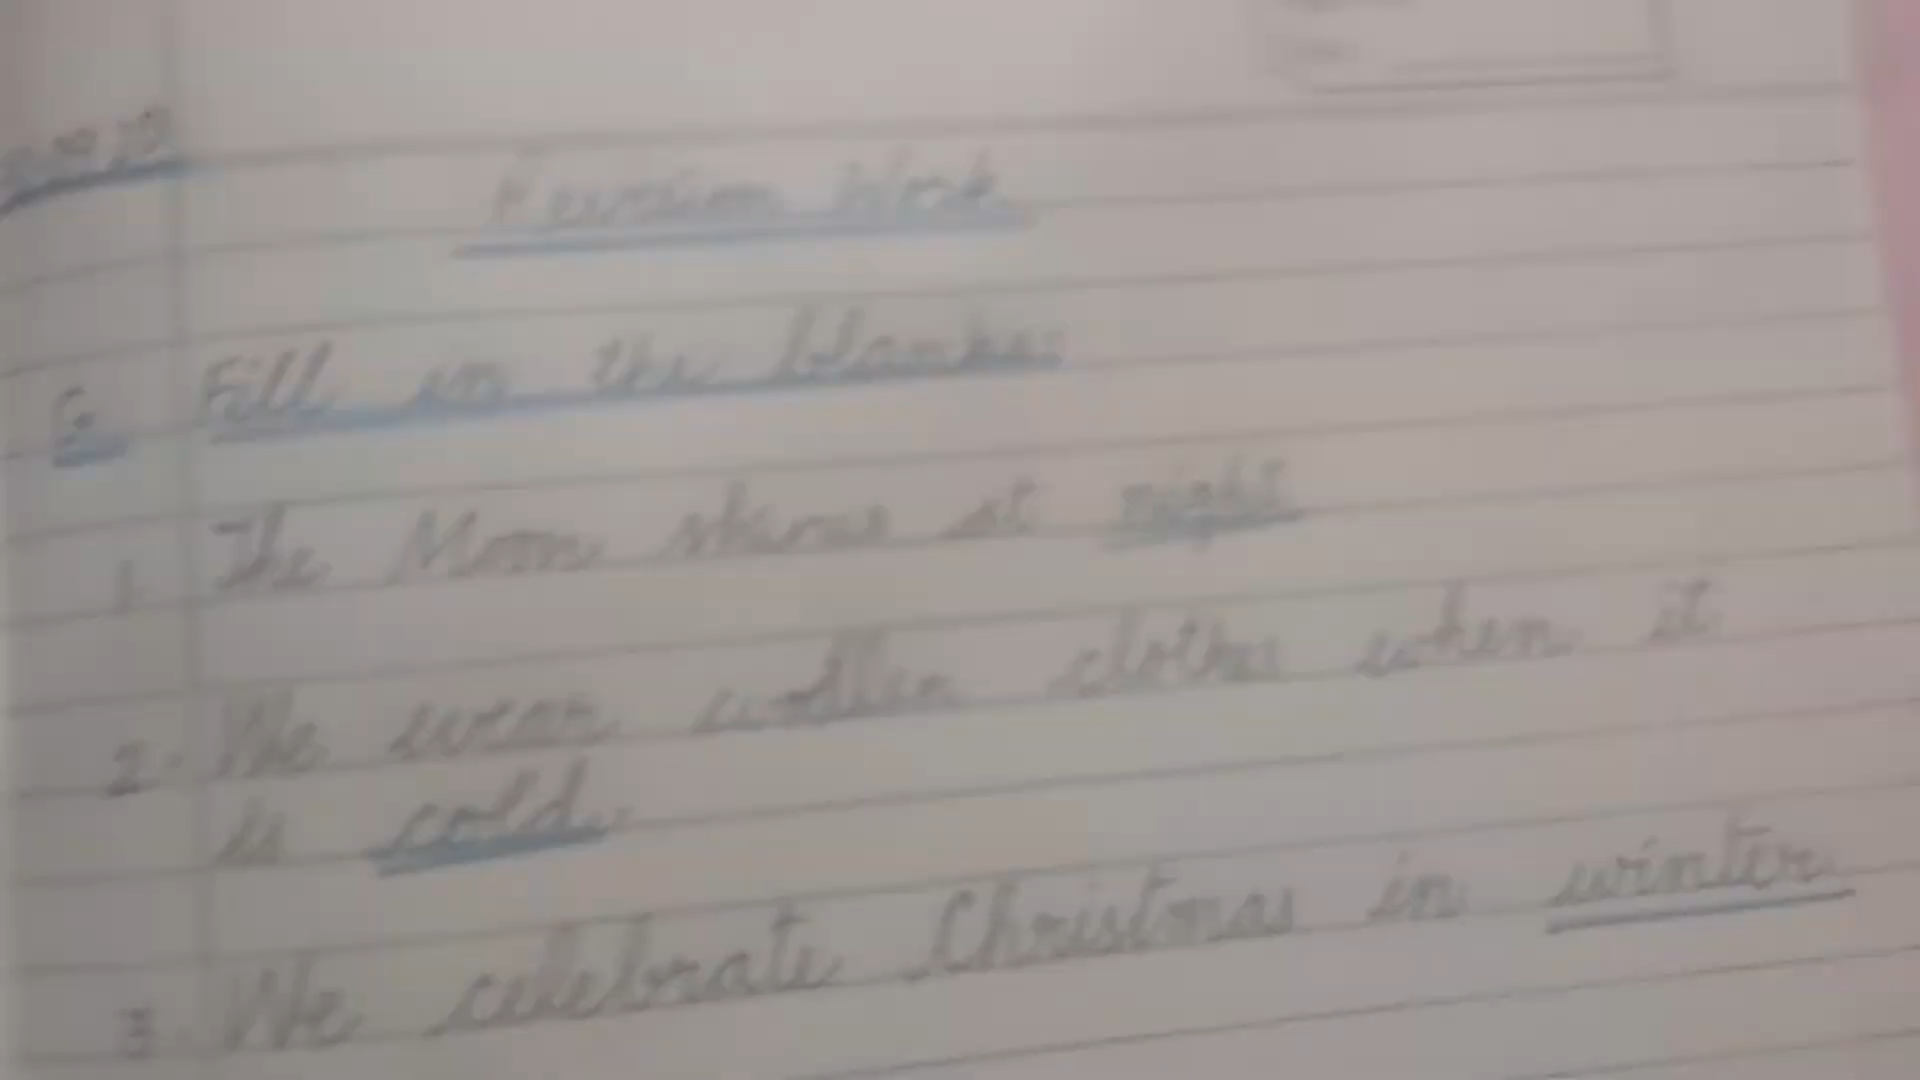 Revision Work
Fill in the blanks:
1. The Moon shines at night
2. We wear wollen clothes when it
is cold.
3. We celebrate Christmas in winter